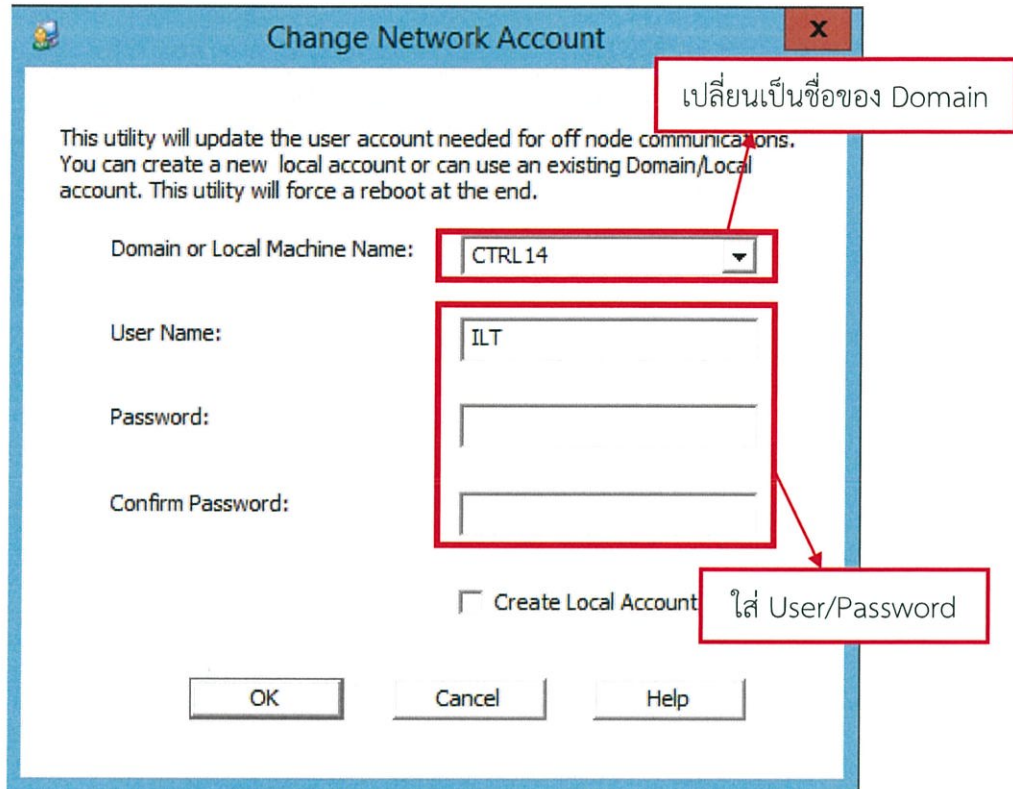 Change Network Account
x
เปลี่ยนเป็นชื่อของ Domain
This utility will update the user account needed for off node communications.
You can create a new local account or can use an existing Domain/Local
account. This utility will force a reboot at the end.
Domain or Local Machine Name:
CTRL14
User Name:
ILT
Password:
Confirm Password:
Create Local Account
ใส่ User/Password
OK
Cancel
Help